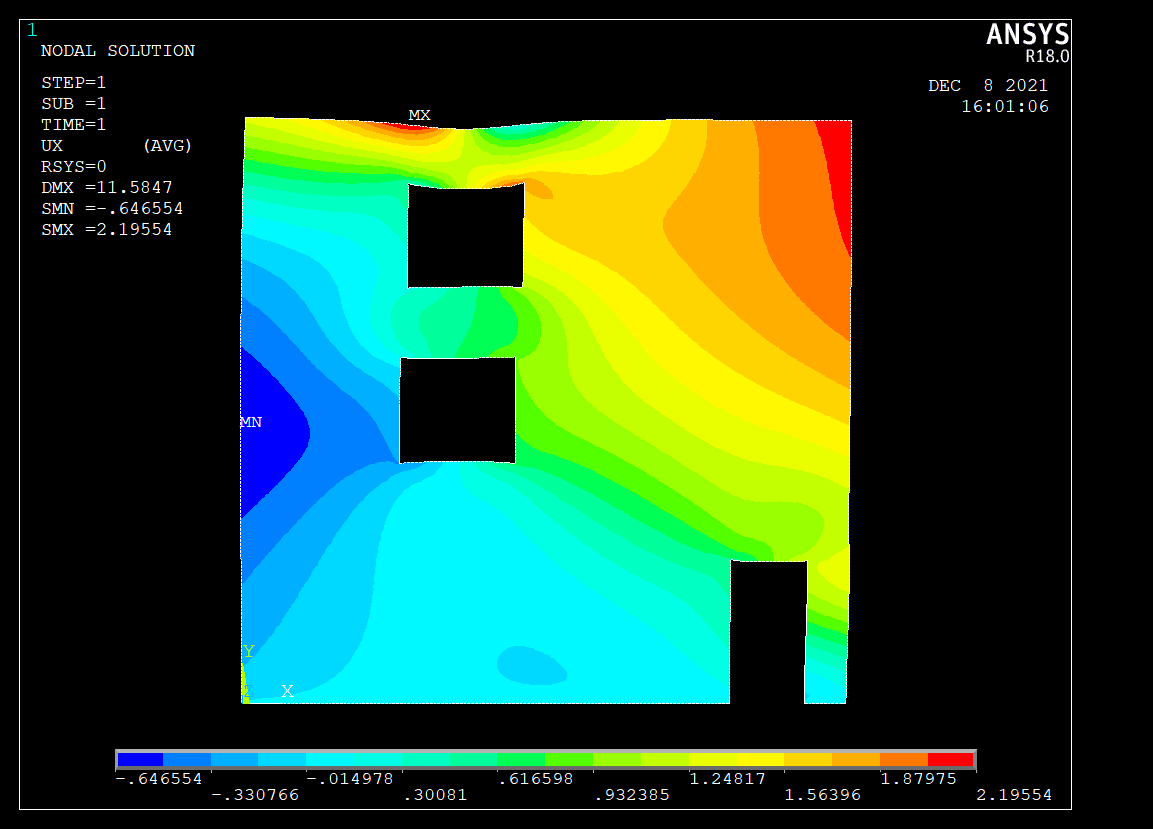 1
ANSYS
R18.0
NODAL SOLUTION
STEP=1
SUB =1
TIME=1
UX (AVG)
RSYS=0
DMX =11.5847
SMN =-.646554
SMX =2.19554
DEC 8 2021
16:01:06
MX
MN
Y
Z X
-.646554 -.014978 .616598 1.24817 1.87975
-.330766 .30081 .932385 1.56396 2.19554